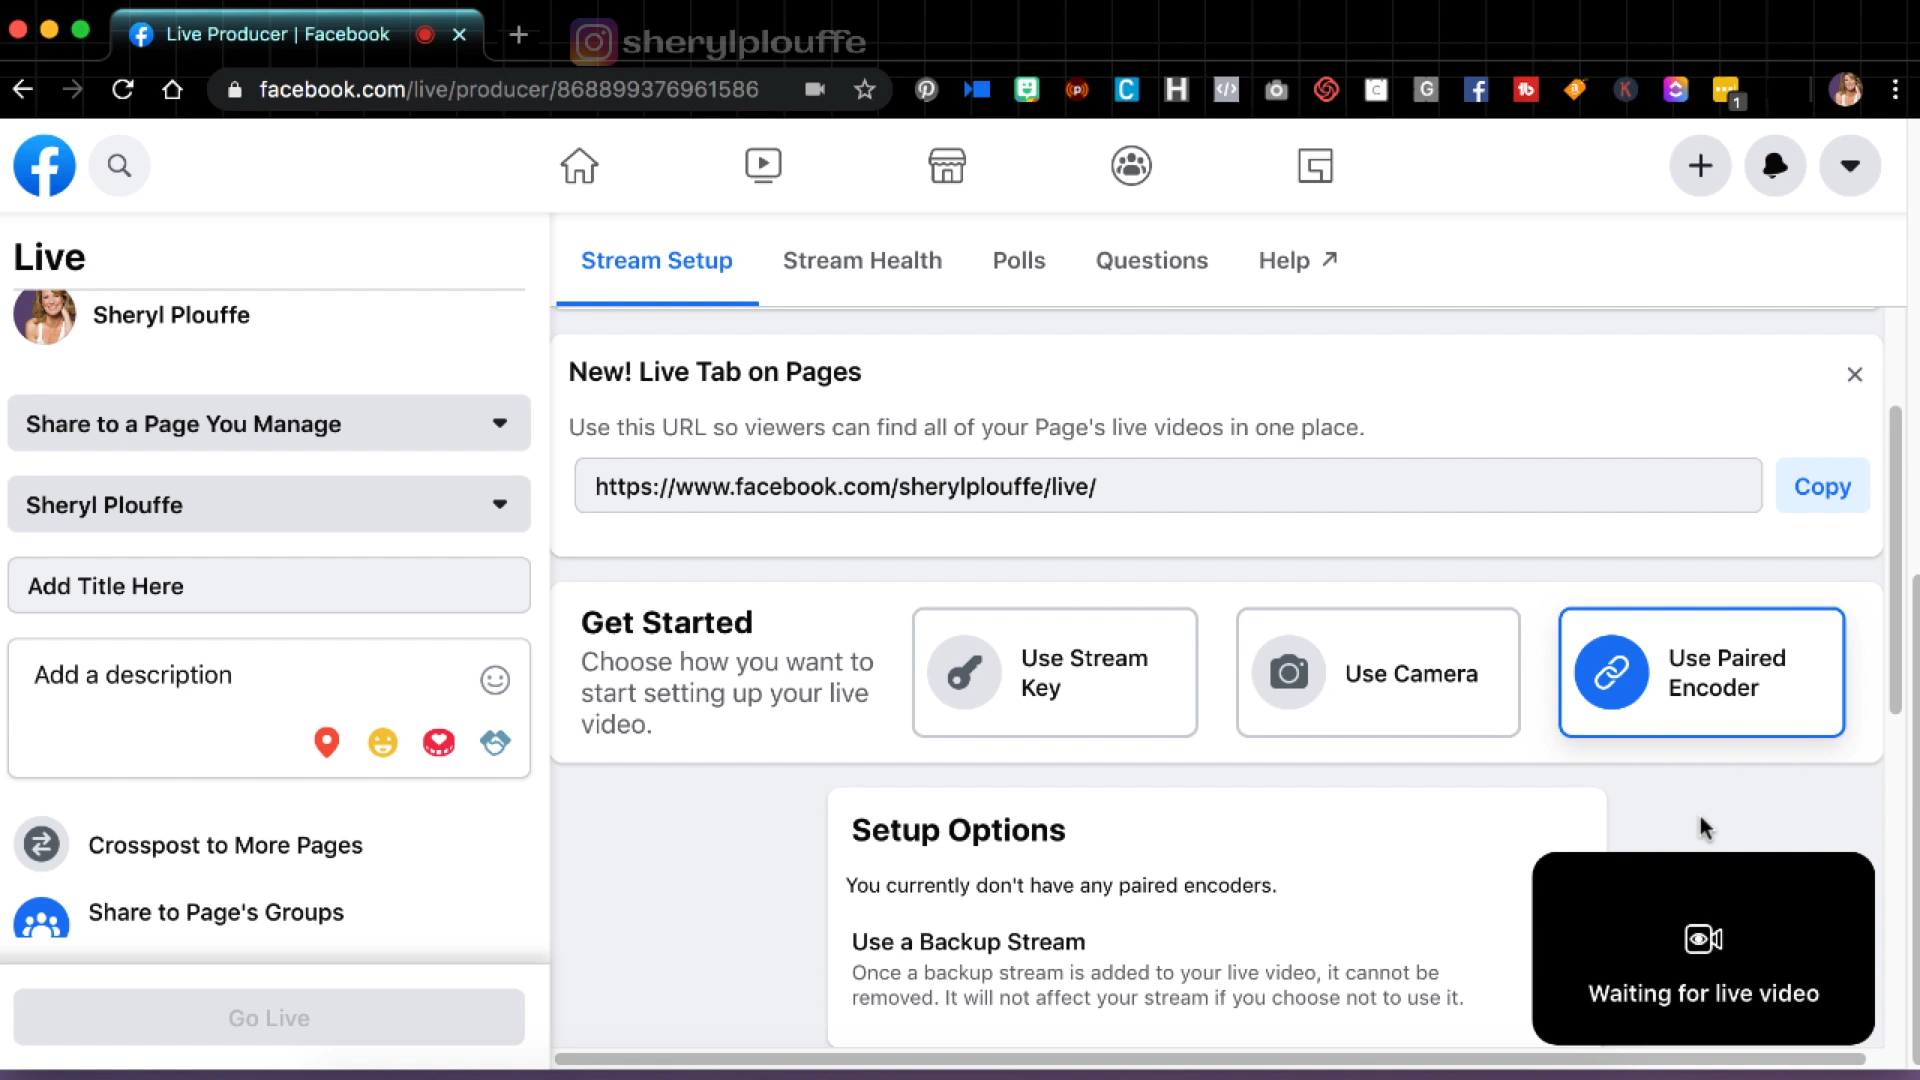 Live Producer | Facebook
sherylplouffe
facebook.com/live/producer/868899376961586
1
Live
Sheryl Plouffe
Share to a Page You Manage
Sheryl Plouffe
Add Title Here
Add a description
Crosspost to More Pages
Share to Page's Groups
Go Live
Stream Setup
Stream Health
Polls
Questions
Help
New! Live Tab on Pages
Use this URL so viewers can find all of your Page's live videos in one place.
https://www.facebook.com/sherylplouffe/live/
Copy
Get Started
Choose how you want to
start setting up your live
video.
Use Stream
Key
Use Camera
Use Paired
Encoder
Setup Options
You currently don't have any paired encoders.
Use a Backup Stream
Once a backup stream is added to your live video, it cannot be
removed. It will not affect your stream if you choose not to use it.
Waiting for live video